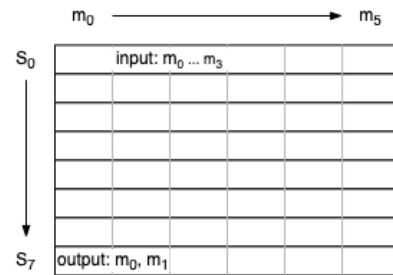 m₀ m₅
S₀ input: m₀ ... m₃
S₇ output: m₀, m₁